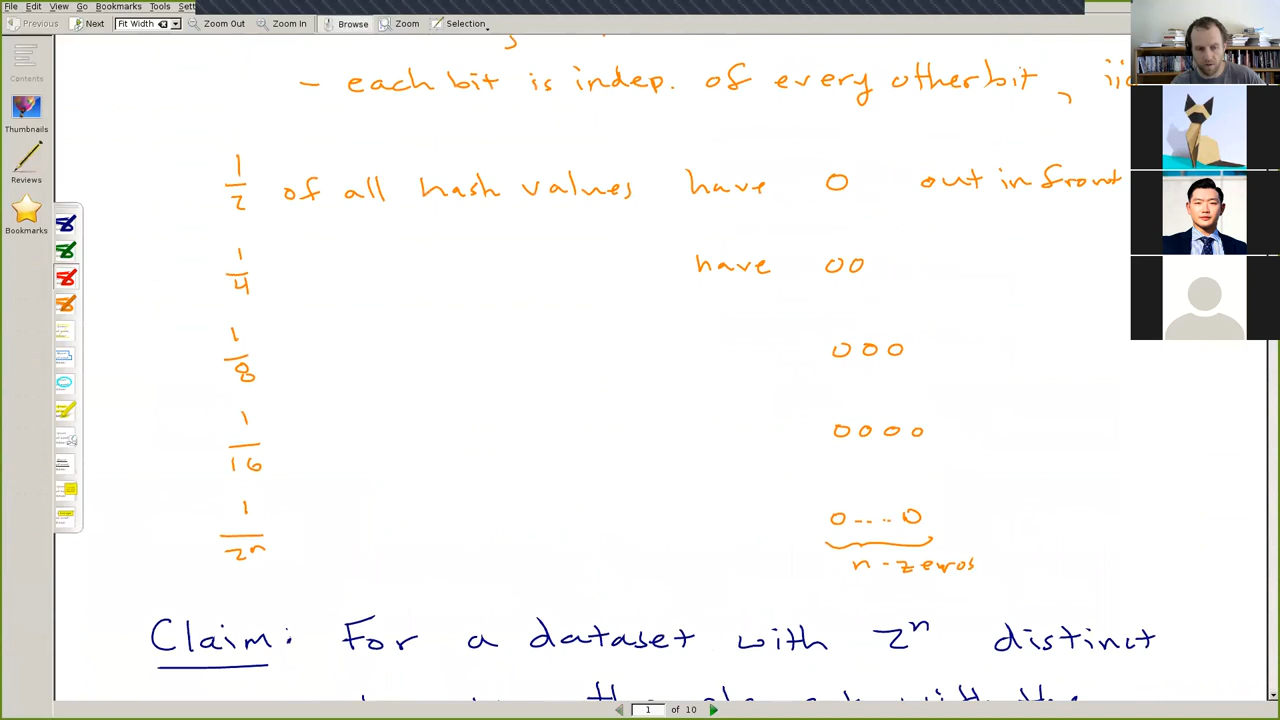 File Edit View Go Bookmarks Tools Sett
Previous Next Fit Width Zoom Out Zoom In Browse Zoom Selection
Contents
Thumbnails
Reviews
Bookmarks
- each bit is indep. of every other bit,
1/2 of all hash values have 0 out in front
1/4 have 00
1/8 000
1/16 0000
1/2^n 0....0
n-zeros
Claim: For a dataset with 2^n distinct
1 of 10